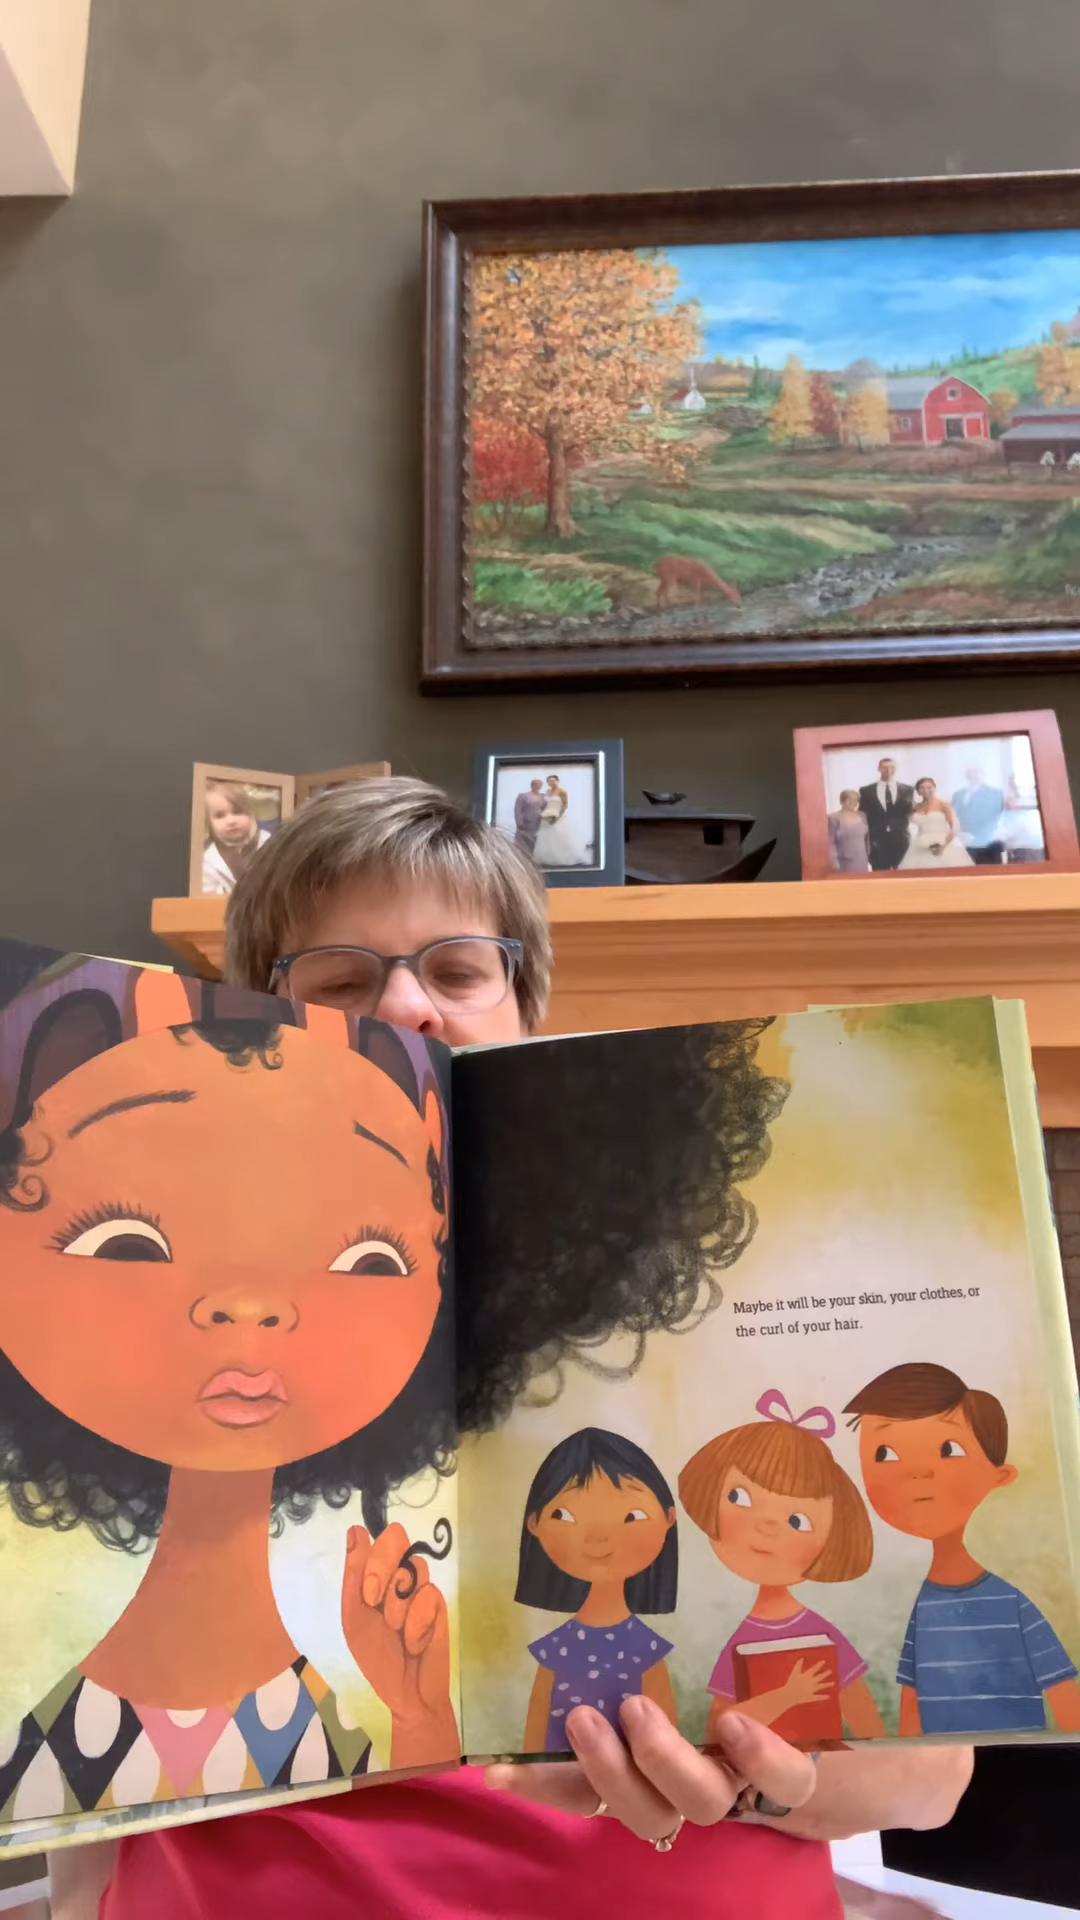 Maybe it will be your skin, your clothes, or
the curl of your hair.